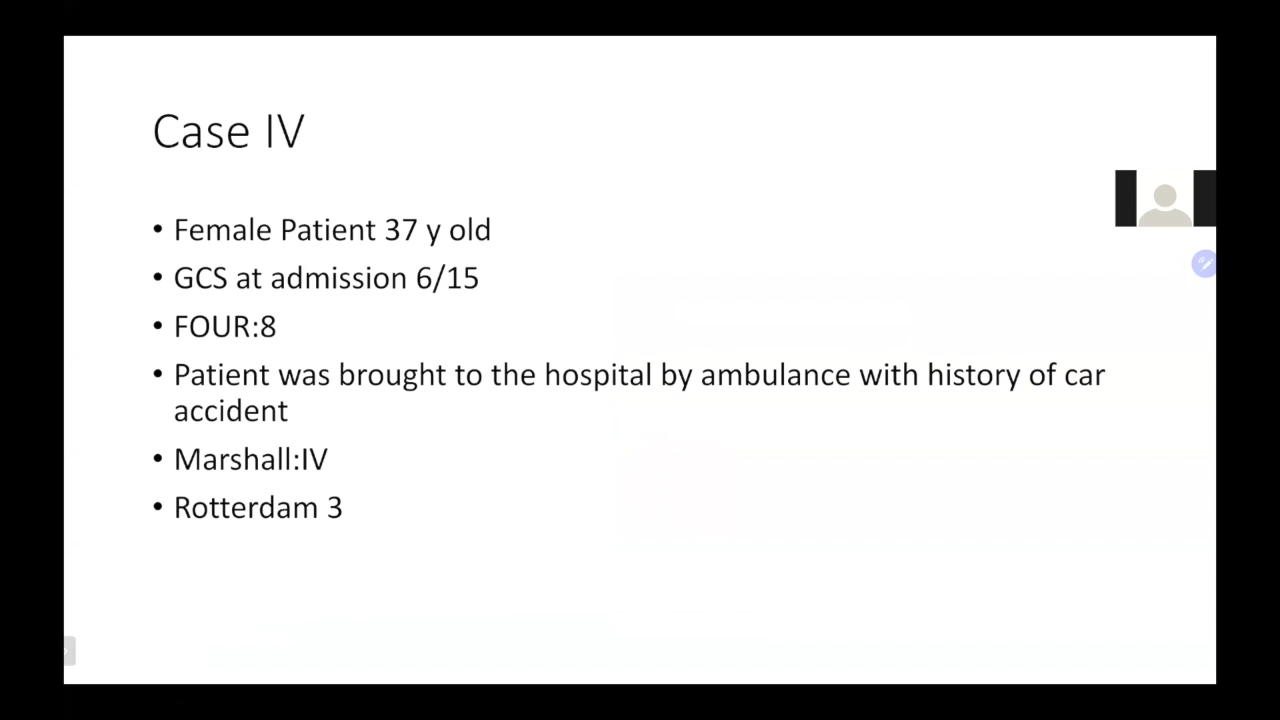 Case IV
• Female Patient 37 y old
• GCS at admission 6/15
• FOUR:8
• Patient was brought to the hospital by ambulance with history of car
accident
• Marshall:IV
• Rotterdam 3